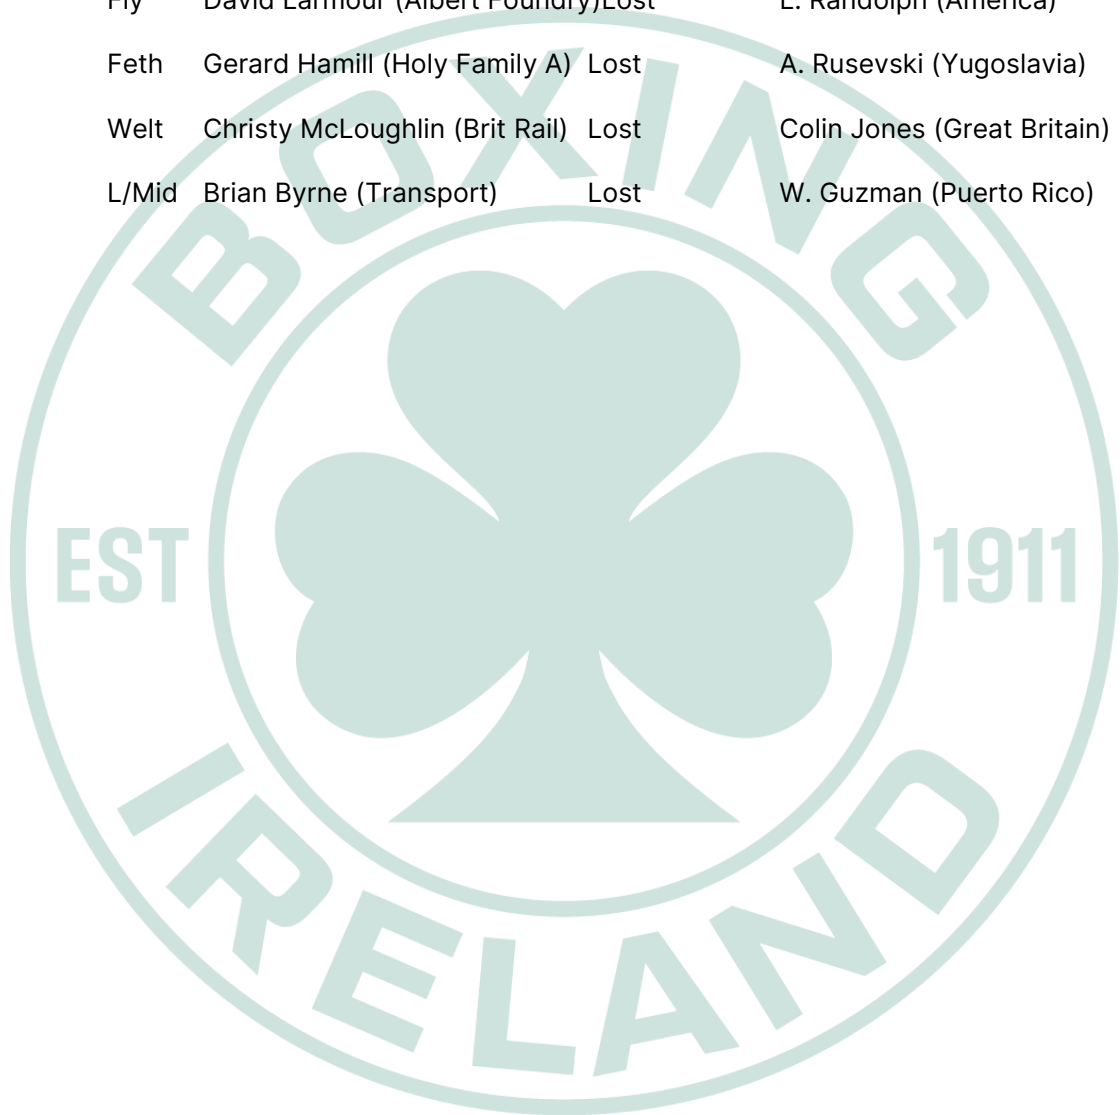 Fly David Larmour (Albert Foundry)Lost L. Randolph (America)
Feth Gerard Hamill (Holy Family A) Lost A. Rusevski (Yugoslavia)
Welt Christy McLoughlin (Brit Rail) Lost Colin Jones (Great Britain)
L/Mid Brian Byrne (Transport) Lost W. Guzman (Puerto Rico)
BOXING
EST 1911
IRELAND